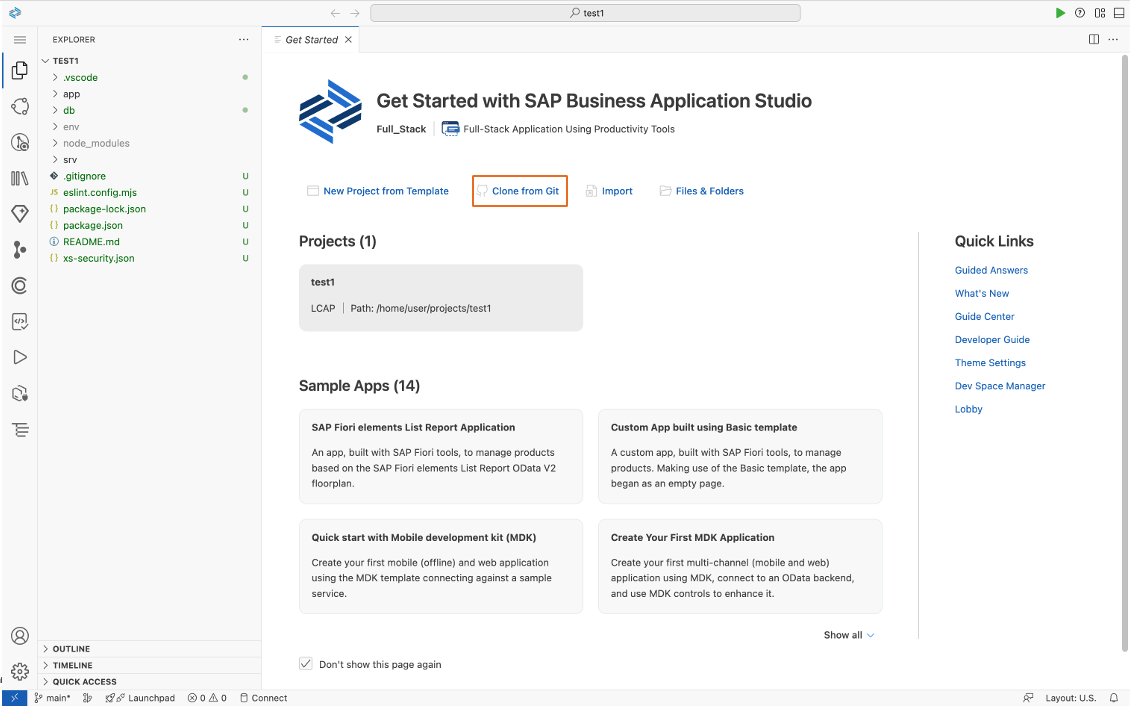 test1
EXPLORER
Get Started
TEST1
.vscode
app
db
env
node_modules
srv
.gitignore U
JS eslint.config.mjs U
{} package-lock.json U
{} package.json U
README.md U
{} xs-security.json U
OUTLINE
TIMELINE
QUICK ACCESS
Get Started with SAP Business Application Studio
Full_Stack Full-Stack Application Using Productivity Tools
New Project from Template Clone from Git Import Files & Folders
Projects (1)
test1
LCAP | Path: /home/user/projects/test1
Sample Apps (14)
SAP Fiori elements List Report Application
An app, built with SAP Fiori tools, to manage products
based on the SAP Fiori elements List Report OData V2
floorplan.
Custom App built using Basic template
A custom app, built with SAP Fiori tools, to manage
products. Making use of the Basic template, the app
began as an empty page.
Quick start with Mobile development kit (MDK)
Create your first mobile (offline) and web application
using the MDK template connecting against a sample
service.
Create Your First MDK Application
Create your first multi-channel (mobile and web)
application using MDK, connect to an OData backend,
and use MDK controls to enhance it.
Show all
Don't show this page again
Quick Links
Guided Answers
What's New
Guide Center
Developer Guide
Theme Settings
Dev Space Manager
Lobby
main* Launchpad 0 0 Connect Layout: U.S.